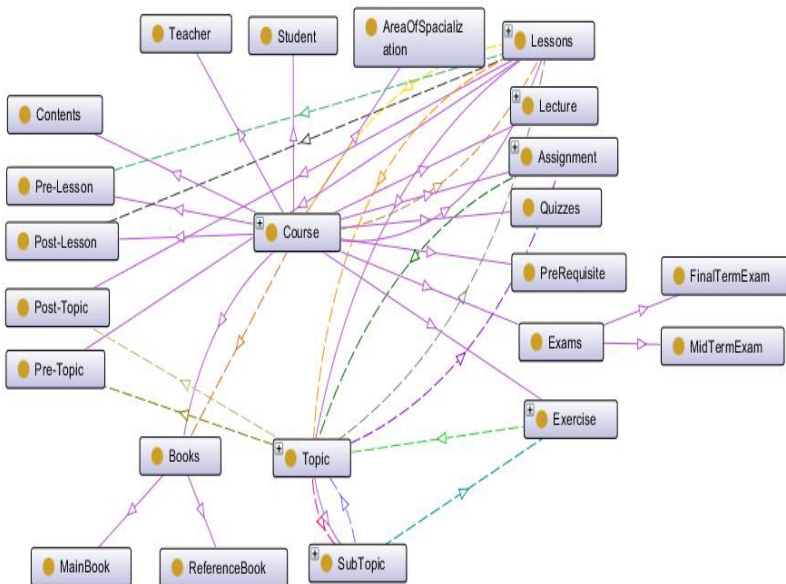 Teacher
Student
AreaOfSpacializ
ation
Lessons
Contents
Lecture
Pre-Lesson
Assignment
Post-Lesson
Course
Quizzes
PreRequisite
FinalTermExam
Post-Topic
Exams
MidTermExam
Pre-Topic
Exercise
Books
Topic
MainBook
ReferenceBook
SubTopic